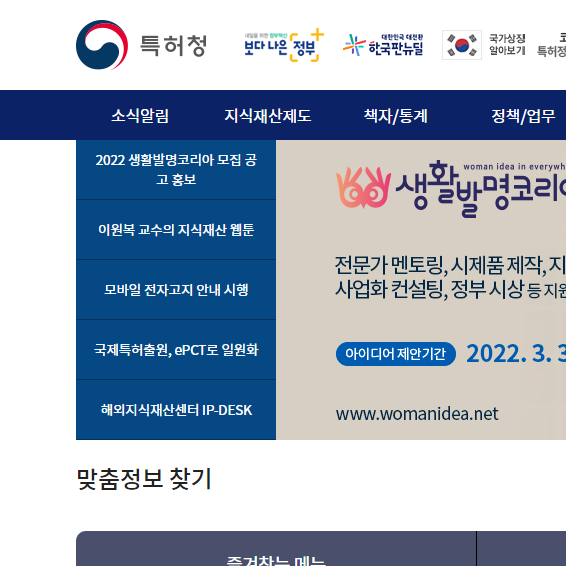 특허청
내일을 위한 정부혁신
보다 나은 정부
대한민국 대전환
한국판뉴딜
국가상징
알아보기
특허정
소식알림 지식재산제도 책자/통계 정책/업무
2022 생활발명코리아 모집 공
고 홍보
이원복 교수의 지식재산 웹툰
모바일 전자고지 안내 시행
국제특허출원, ePCT로 일원화
해외지식재산센터 IP-DESK
woman idea in everywh
생활발명코리아
전문가 멘토링, 시제품 제작, 지
사업화 컨설팅, 정부 시상 등 지원
아이디어 제안기간 2022. 3. 3
www.womanidea.net
맞춤정보 찾기
즐겨찾는 메뉴